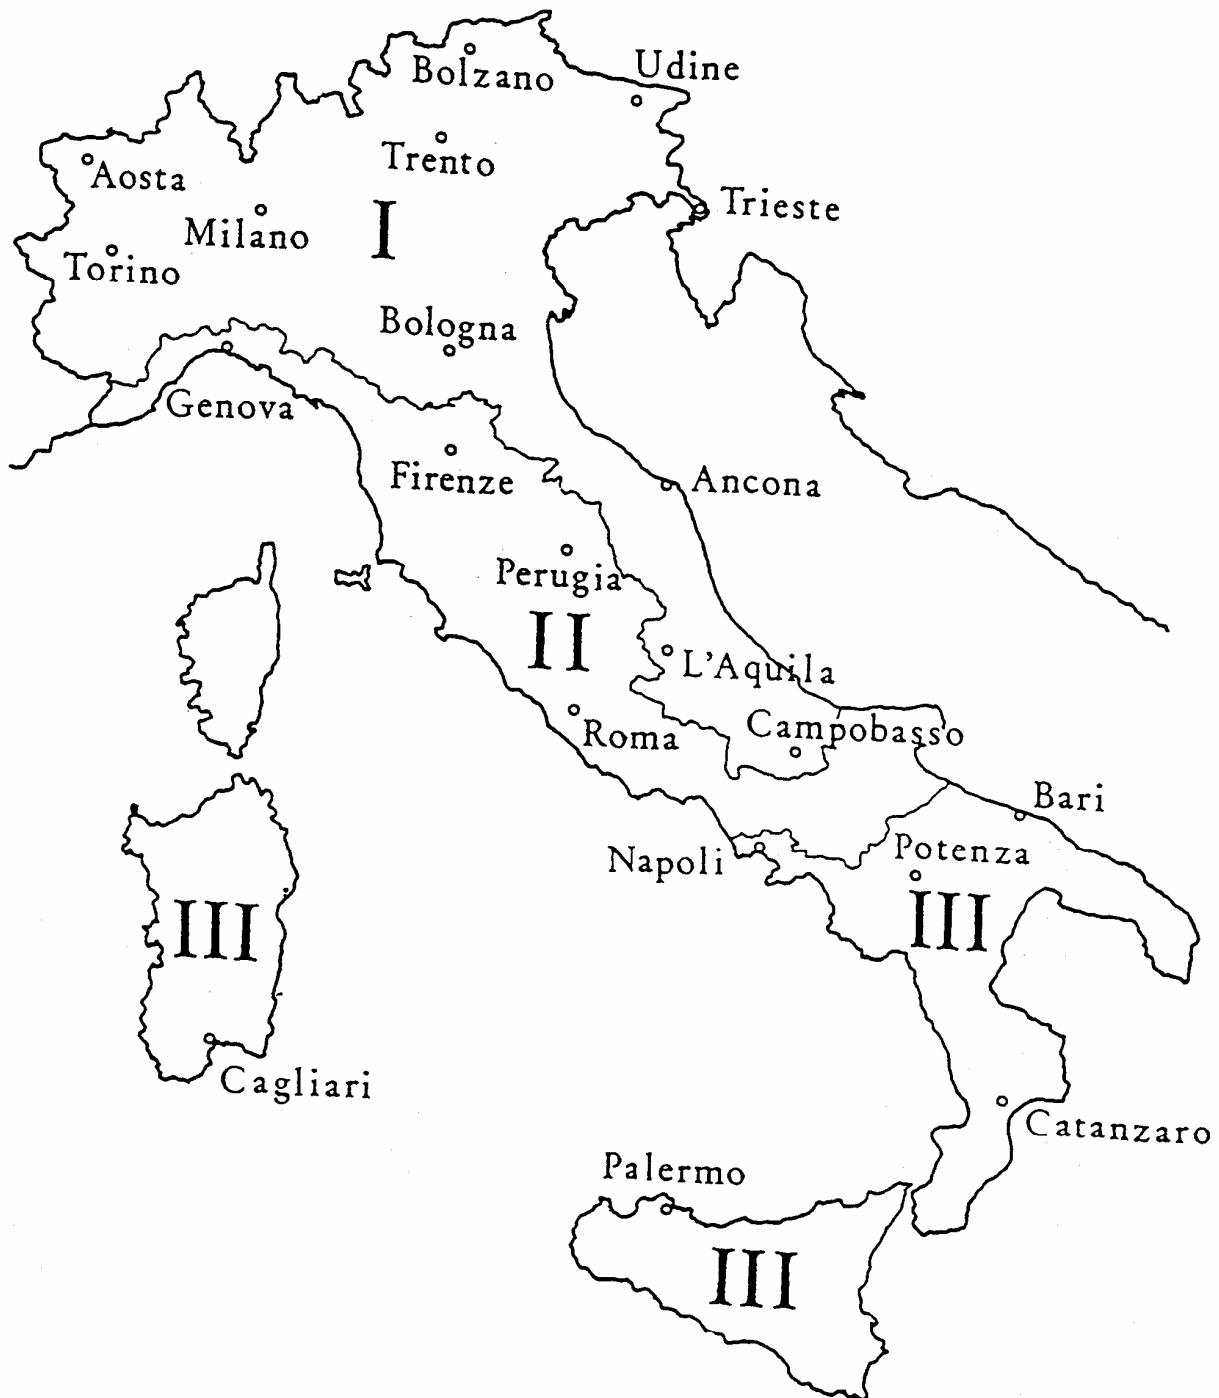 Udine
Bolzano
Trento
Aosta
Trieste
Milano
I
Torino
Bologna
Genova
Firenze
Ancona
Perugia
II
L'Aquila
Roma
Campobasso
Bari
Napoli
Potenza
III
III
Cagliari
Catanzaro
Palermo
III